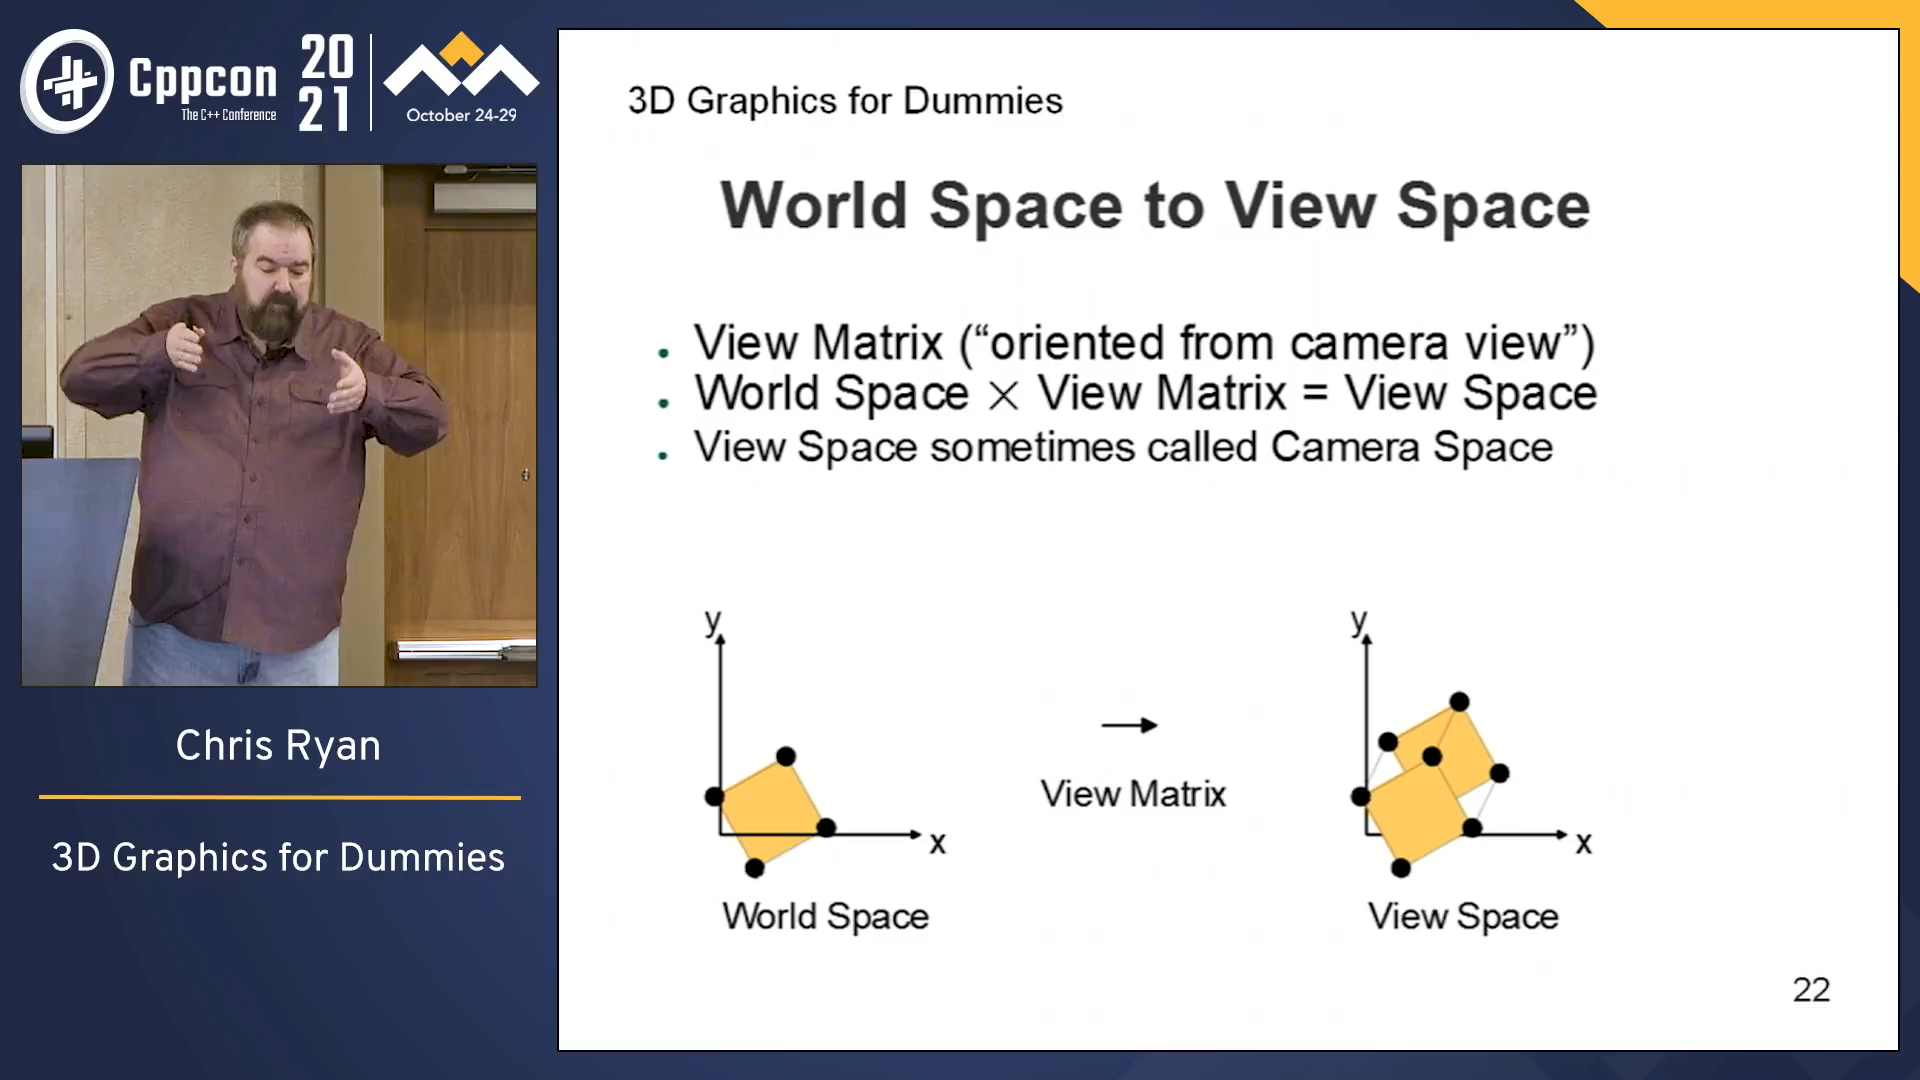 Cppcon
The C++ Conference
20
21
October 24-29
Chris Ryan
3D Graphics for Dummies
3D Graphics for Dummies
World Space to View Space
View Matrix (“oriented from camera view”)
World Space × View Matrix = View Space
View Space sometimes called Camera Space
y
x
World Space
View Matrix
y
x
View Space
22